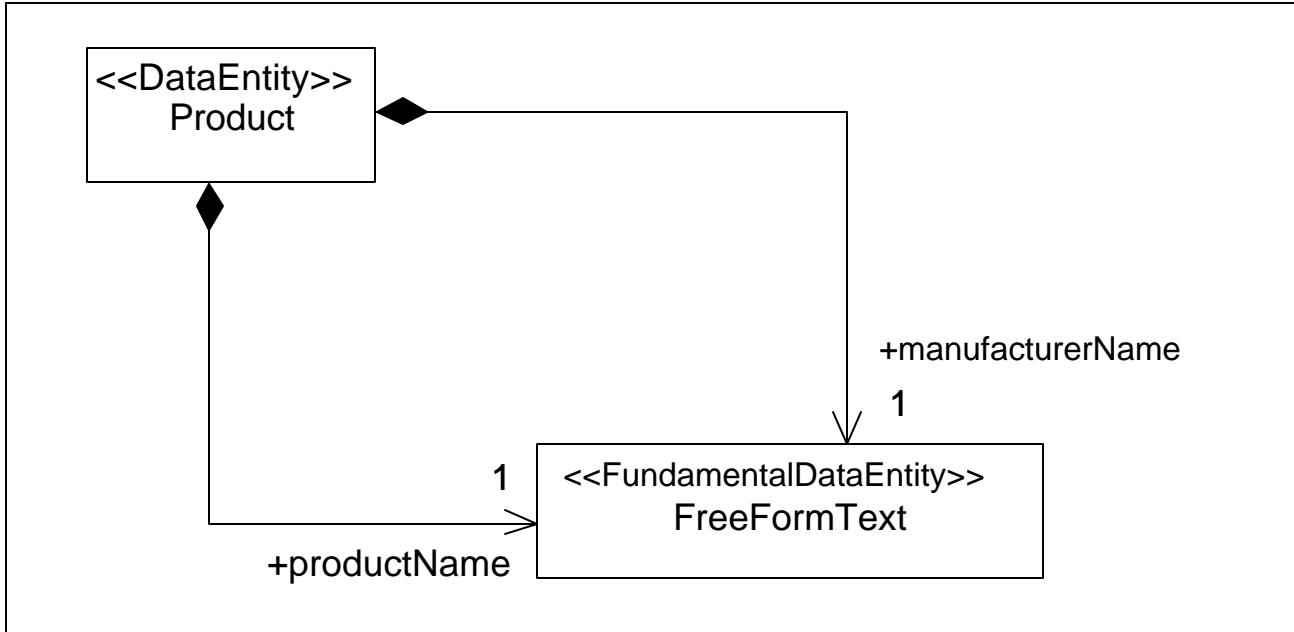 <<DataEntity>>
Product
+manufacturerName
1
1
<<FundamentalDataEntity>>
FreeFormText
+productName